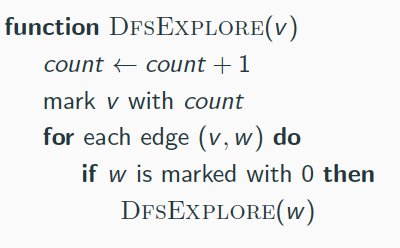 function DFSEXPLORE(v)
count ← count + 1
mark v with count
for each edge (v, w) do
if w is marked with 0 then
DFSEXPLORE(w)